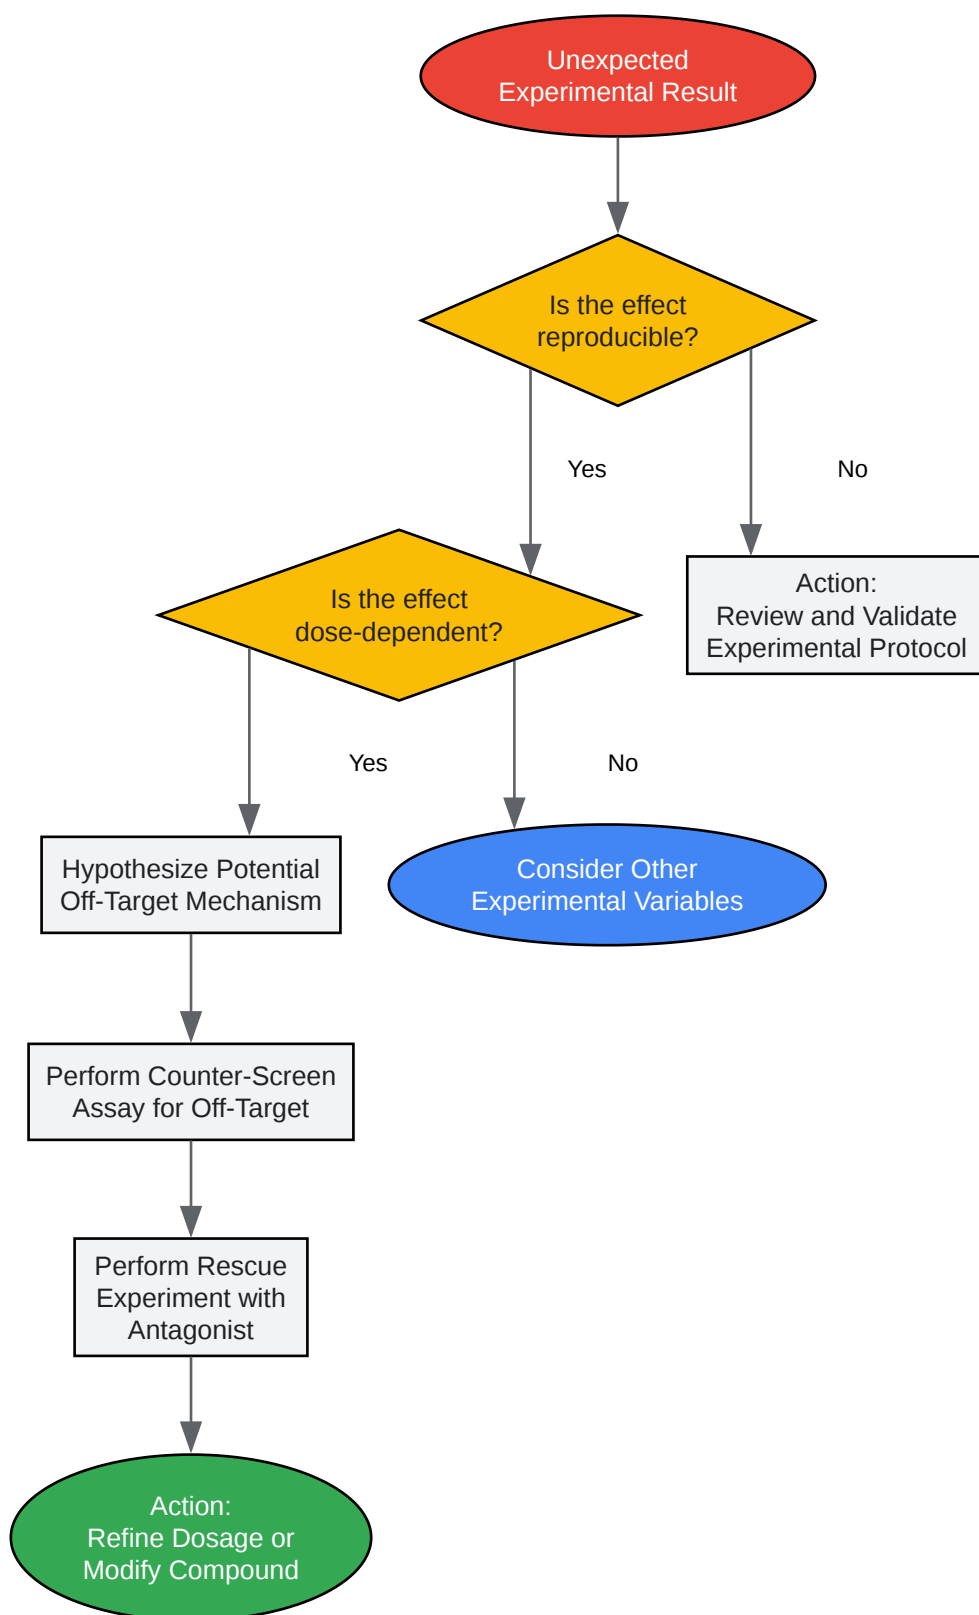 Unexpected
Experimental Result
Is the effect
reproducible?
Yes
No
Is the effect
dose-dependent?
Action:
Review and Validate
Experimental Protocol
Yes
No
Hypothesize Potential
Off-Target Mechanism
Consider Other
Experimental Variables
Perform Counter-Screen
Assay for Off-Target
Perform Rescue
Experiment with
Antagonist
Action:
Refine Dosage or
Modify Compound